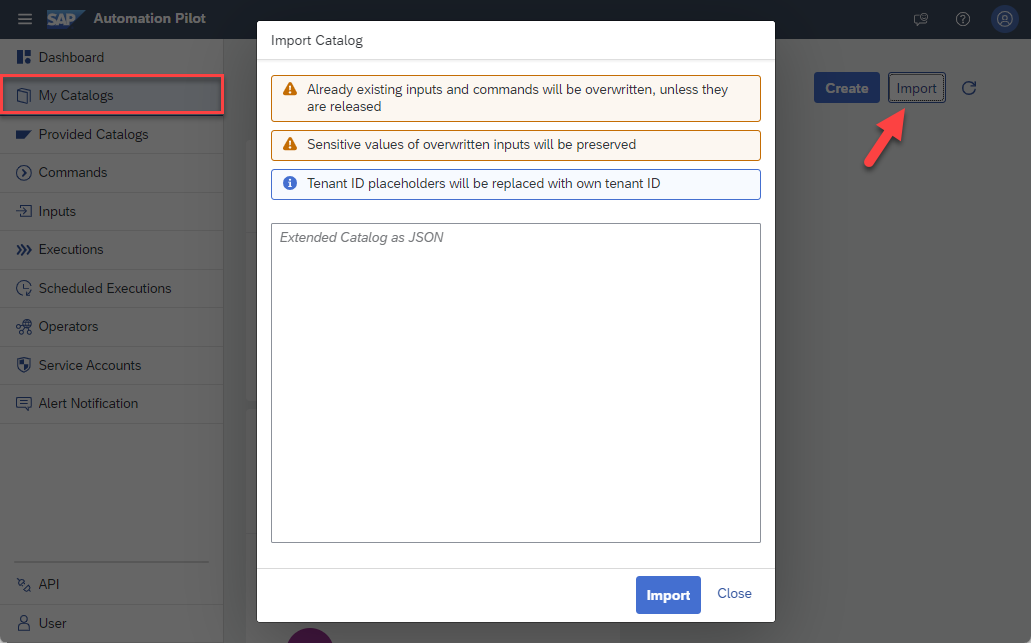 SAP Automation Pilot
Import Catalog
Dashboard
My Catalogs
Provided Catalogs
Commands
Inputs
Executions
Scheduled Executions
Operators
Service Accounts
Alert Notification
API
User
Already existing inputs and commands will be overwritten, unless they
are released
Sensitive values of overwritten inputs will be preserved
Tenant ID placeholders will be replaced with own tenant ID
Extended Catalog as JSON
Import
Close
Create
Import